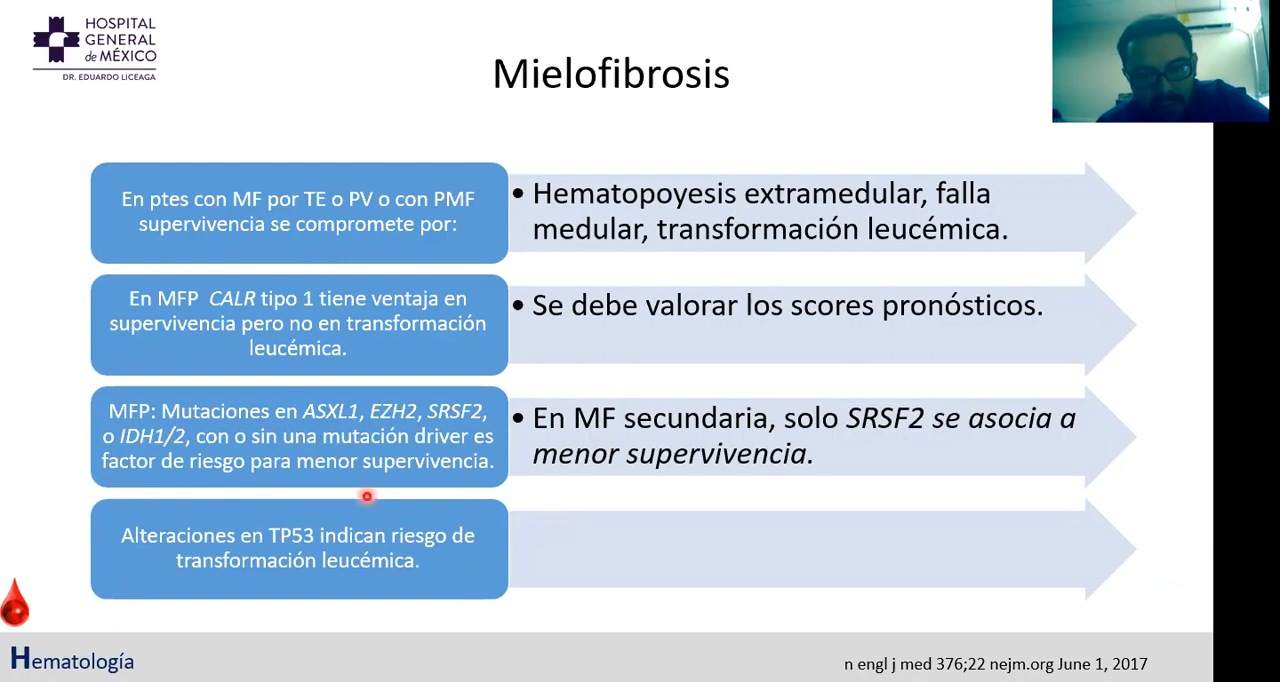 HOSPITAL
GENERAL
de MÉXICO
DR. EDUARDO LICEAGA
Mielofibrosis
En ptes con MF por TE o PV o con PMF
supervivencia se compromete por:
• Hematopoyesis extramedular, falla
medular, transformación leucémica.
En MFP CALR tipo 1 tiene ventaja en
supervivencia pero no en transformación
leucémica.
• Se debe valorar los scores pronósticos.
MFP: Mutaciones en ASXL1, EZH2, SRSF2,
o IDH1/2, con o sin una mutación driver es
factor de riesgo para menor supervivencia.
• En MF secundaria, solo SRSF2 se asocia a
menor supervivencia.
Alteraciones en TP53 indican riesgo de
transformación leucémica.
Hematología
n engl j med 376;22 nejm.org June 1, 2017